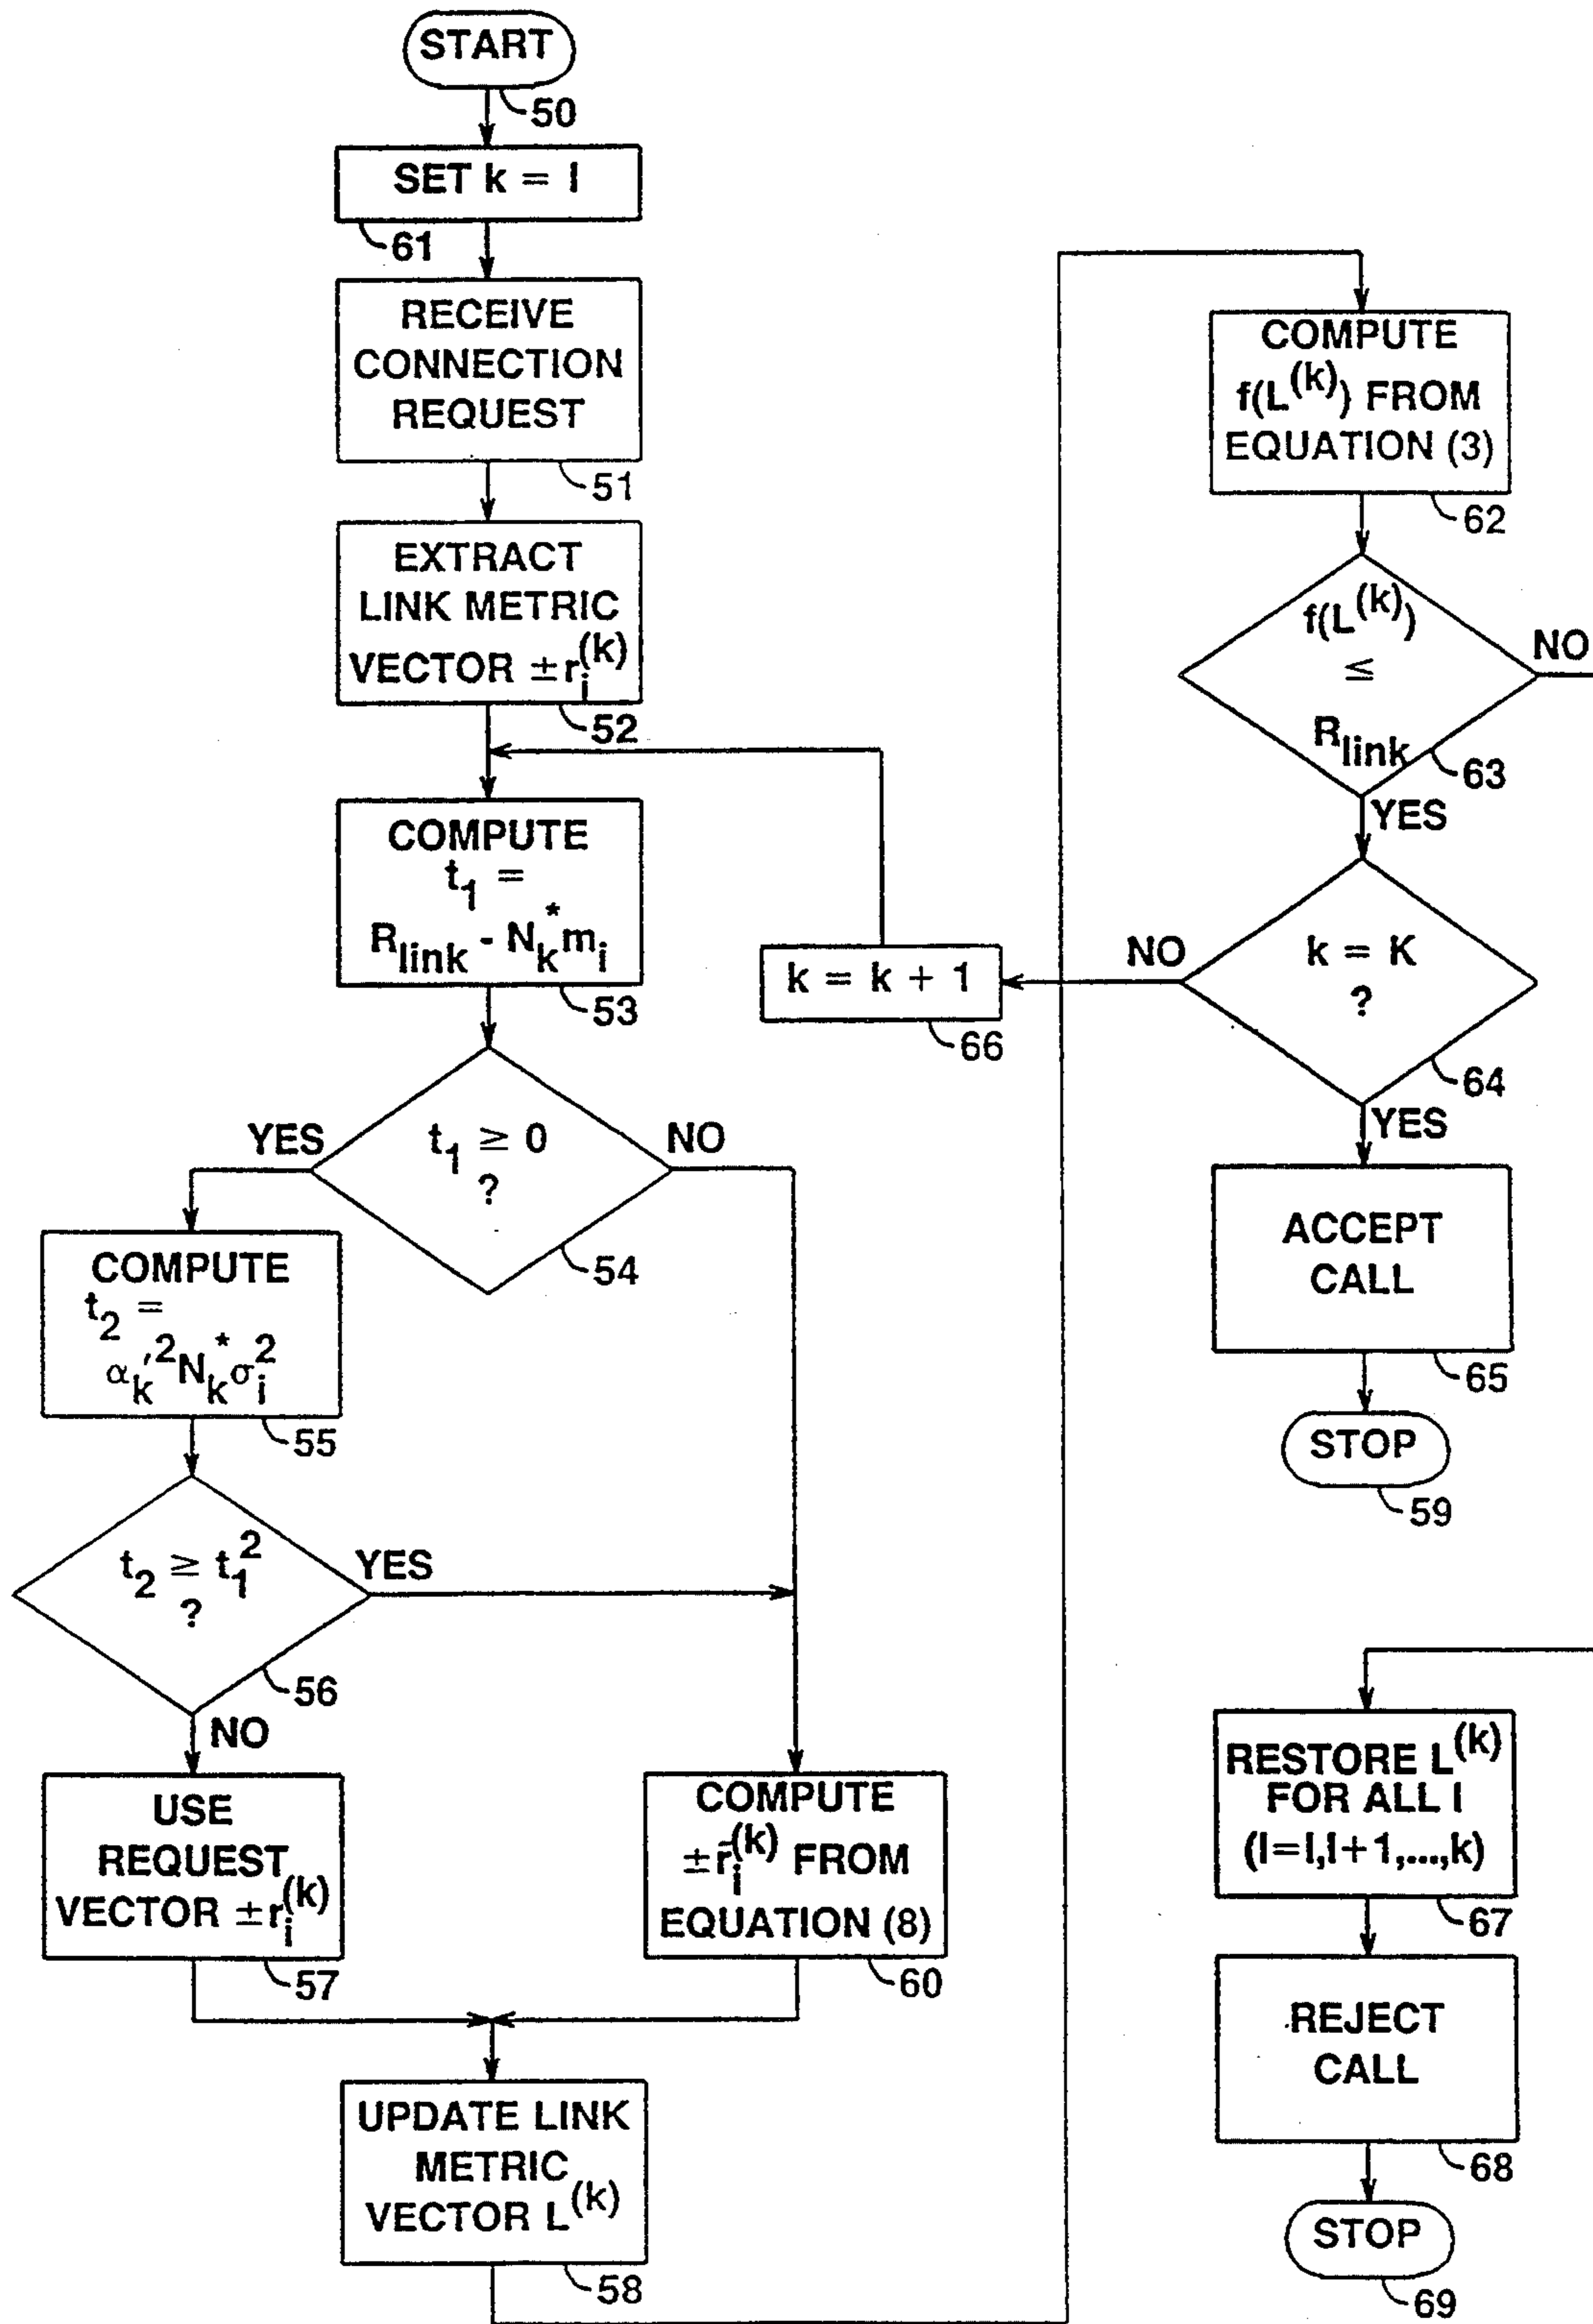 START
50
SET k = l
61
RECEIVE
CONNECTION
REQUEST
51
EXTRACT
LINK METRIC
VECTOR ±r_i^(k)
52
COMPUTE
t_1 =
R_link - N_k^* m_i
53
t_1 ≥ 0
?
YES
NO
54
COMPUTE
t_2 =
α_k'^2 N_k^* σ_i^2
55
t_2 ≥ t_1^2
?
YES
56
NO
USE
REQUEST
VECTOR ±r_i^(k)
57
COMPUTE
±r̄_i^(k) FROM
EQUATION (8)
60
UPDATE LINK
METRIC
VECTOR L^(k)
58
COMPUTE
f(L^(k)) FROM
EQUATION (3)
62
f(L^(k))
≤
R_link
NO
63
YES
k = K
?
NO
64
k = k + 1
66
YES
ACCEPT
CALL
65
STOP
59
RESTORE L^(k)
FOR ALL l
(l=l,l+1,...,k)
67
REJECT
CALL
68
STOP
69